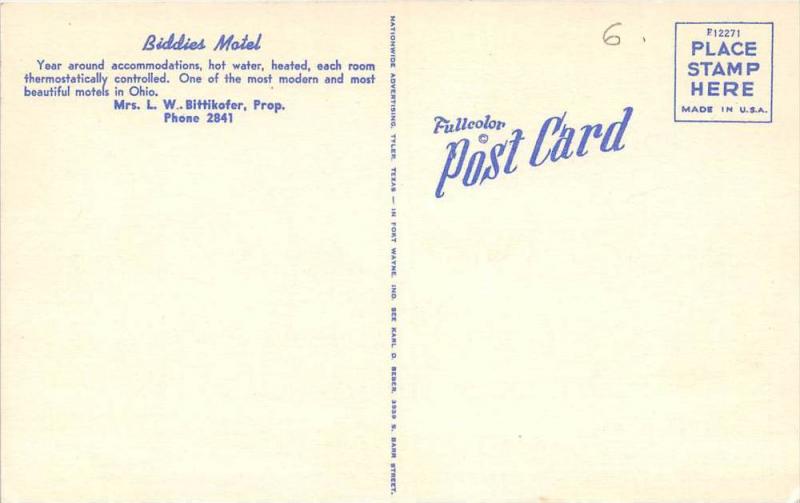 Biddies Motel
Year around accommodations, hot water, heated, each room
thermostatically controlled. One of the most modern and most
beautiful motels in Ohio.
Mrs. L. W. Bittikofer, Prop.
Phone 2841
NATIONWIDE ADVERTISING, TYLER, TEXAS — IN FORT WAYNE, IND. SEE KARL D. BEBER, 3939 S. BARR STREET.
6
Fullcolor
©
Post Card
E12271
PLACE
STAMP
HERE
MADE IN U.S.A.